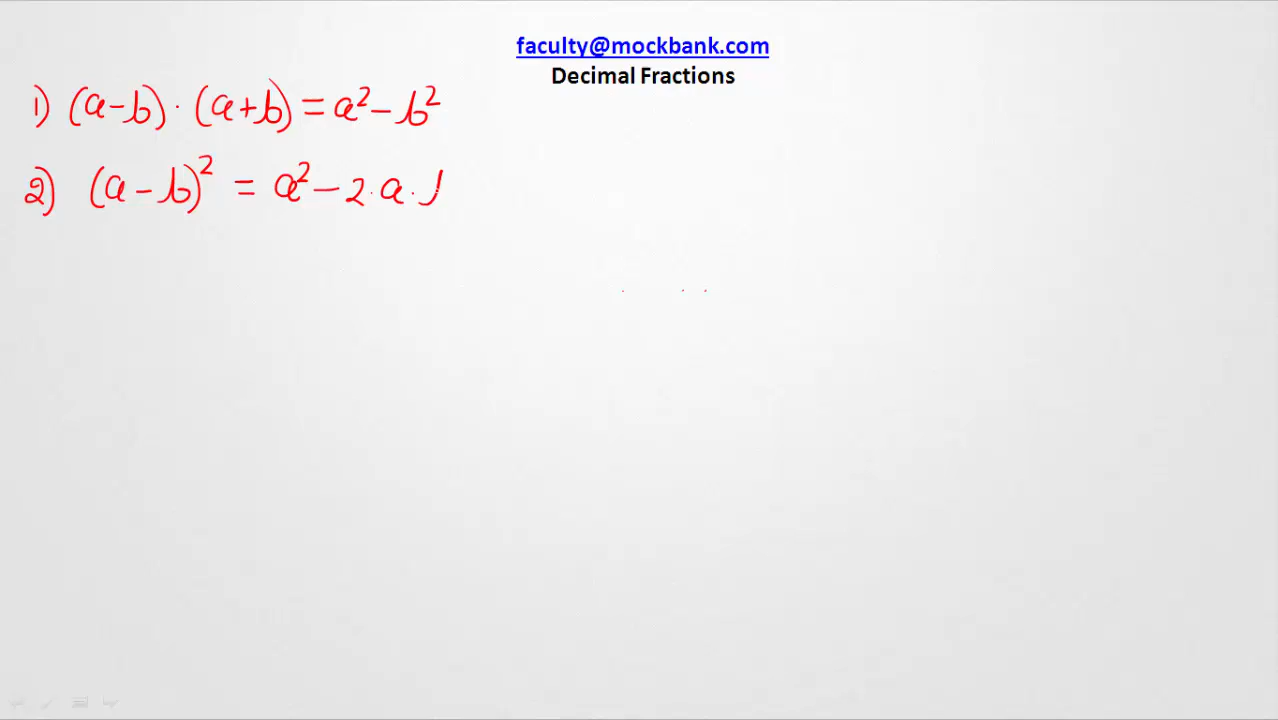 faculty@mockbank.com
Decimal Fractions
1) (a-b) · (a+b) = a² - b²
2) (a - b)² = a² - 2 · a ·